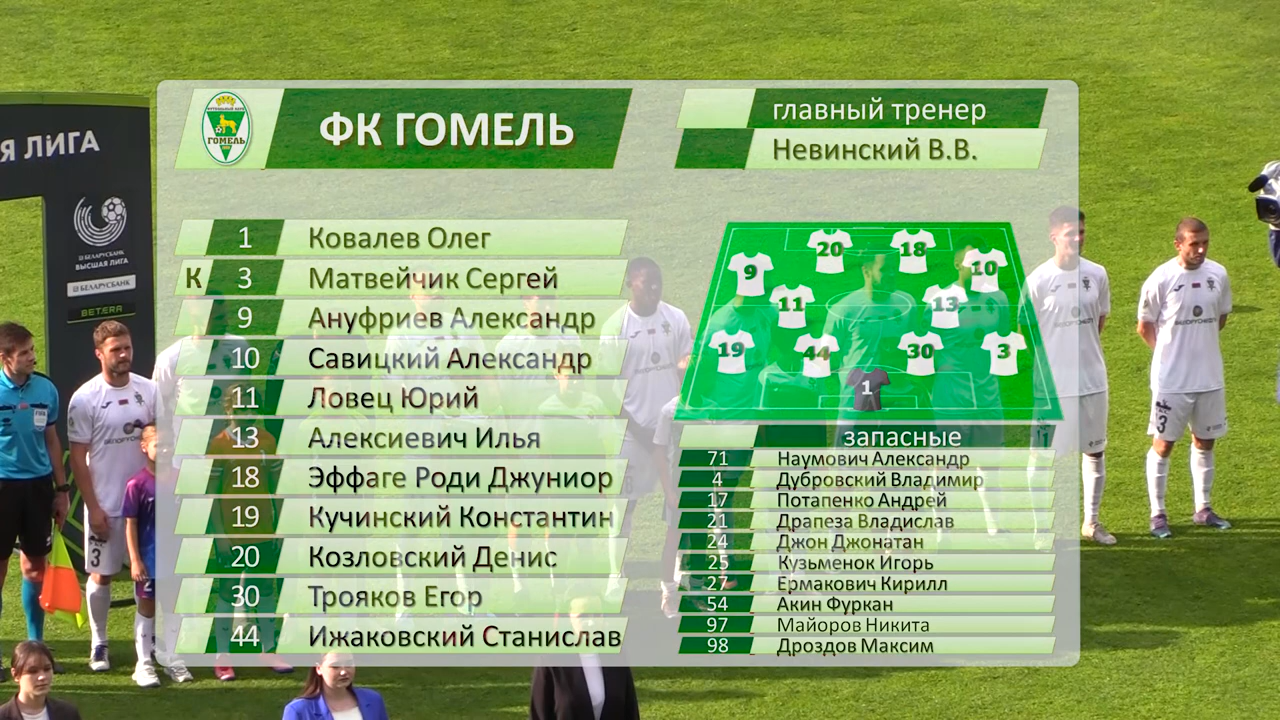 ФК ГОМЕЛЬ
ГОМЕЛЬ
главный тренер
Невинский В.В.
1 Ковалев Олег
К 3 Матвейчик Сергей
9 Ануфриев Александр
10 Савицкий Александр
11 Ловец Юрий
13 Алексиевич Илья
18 Эффаге Роди Джуниор
19 Кучинский Константин
20 Козловский Денис
30 Трояков Егор
44 Ижаковский Станислав
20 18
9 10
11 13
19 44 30 3
1
запасные
71 Наумович Александр
4 Дубровский Владимир
17 Потапенко Андрей
21 Драпеза Владислав
24 Джон Джонатан
25 Кузьменок Игорь
27 Ермакович Кирилл
54 Акин Фуркан
97 Майоров Никита
98 Дроздов Максим
Я ЛИГА
БЕЛАРУСБАНК
ВЫСШАЯ ЛИГА
БЕЛАРУСБАНК
BETERA
3
3